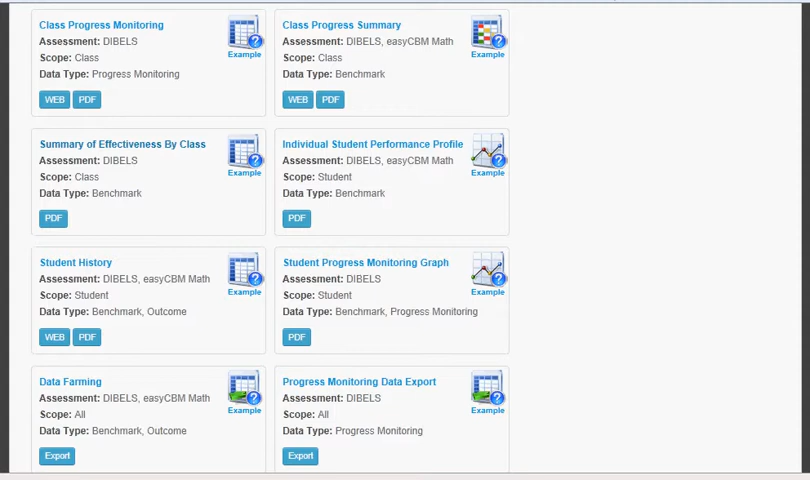 Class Progress Monitoring
Assessment: DIBELS
Scope: Class
Data Type: Progress Monitoring
Example
WEB PDF
Class Progress Summary
Assessment: DIBELS, easyCBM Math
Scope: Class
Data Type: Benchmark
Example
WEB PDF
Summary of Effectiveness By Class
Assessment: DIBELS
Scope: Class
Data Type: Benchmark
Example
PDF
Individual Student Performance Profile
Assessment: DIBELS, easyCBM Math
Scope: Student
Data Type: Benchmark
Example
PDF
Student History
Assessment: DIBELS, easyCBM Math
Scope: Student
Data Type: Benchmark, Outcome
Example
WEB PDF
Student Progress Monitoring Graph
Assessment: DIBELS
Scope: Student
Data Type: Benchmark, Progress Monitoring
Example
PDF
Data Farming
Assessment: DIBELS, easyCBM Math
Scope: All
Data Type: Benchmark, Outcome
Example
Export
Progress Monitoring Data Export
Assessment: DIBELS
Scope: All
Data Type: Progress Monitoring
Example
Export